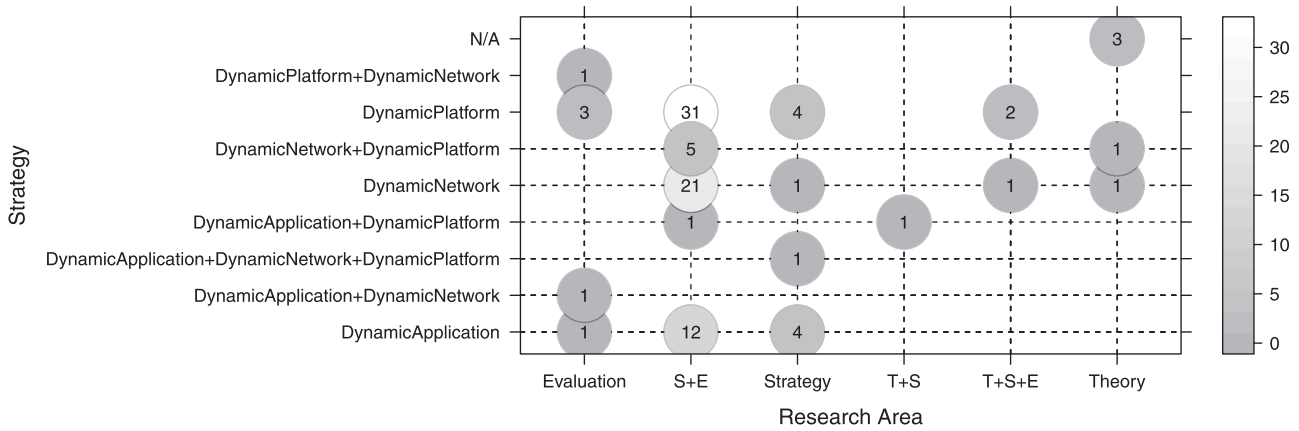 Strategy
N/A 3
DynamicPlatform+DynamicNetwork 1
DynamicPlatform 3 31 4 2
DynamicNetwork+DynamicPlatform 5 1
DynamicNetwork 21 1 1 1
DynamicApplication+DynamicPlatform 1 1
DynamicApplication+DynamicNetwork+DynamicPlatform 1
DynamicApplication+DynamicNetwork 1
DynamicApplication 1 12 4
Evaluation S+E Strategy T+S T+S+E Theory
Research Area
30
25
20
15
10
5
0